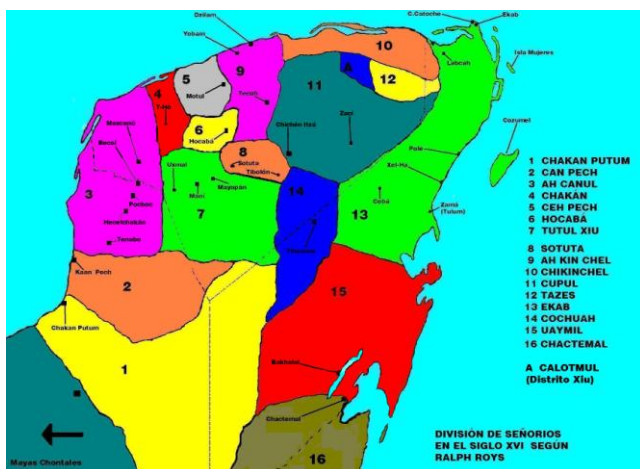 C.Catoche
Ekab
Dzilam
Yobain
Isla Mujeres
10
9
5
A
12
Labcah
11
4
Motul
T-Ho
6
Hocabá
Chichén Itzá
Zací
Cozumel
Maxcanú
Becal
8
Sotuta
Tibolón
Pole
Xel-Ha
3
Pocboc
Hecelchakán
Uxmal
Maní
Mayapán
14
7
13
Cobá
Zamá
(Tulum)
Tenabo
Kaan Pech
2
15
Chakan Putum
1
Bakhalal
Chactemal
16
Mayas Chontales
1 CHAKAN PUTUM
2 CAN PECH
3 AH CANUL
4 CHAKÁN
5 CEH PECH
6 HOCABÁ
7 TUTUL XIU
8 SOTUTA
9 AH KIN CHEL
10 CHIKINCHEL
11 CUPUL
12 TAZES
13 EKAB
14 COCHUAH
15 UAYMIL
16 CHACTEMAL
A CALOTMUL
(Distrito Xiu)
DIVISIÓN DE SEÑORIOS
EN EL SIGLO XVI SEGÚN
RALPH ROYS